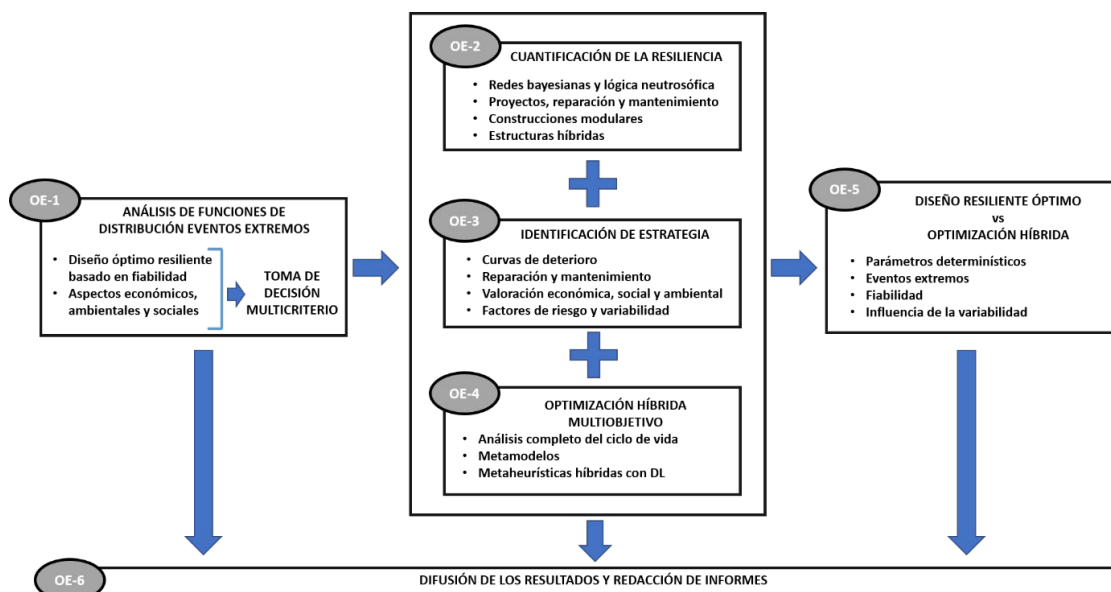 OE-1
ANÁLISIS DE FUNCIONES DE
DISTRIBUCIÓN EVENTOS EXTREMOS
• Diseño óptimo resiliente
basado en fiabilidad
• Aspectos económicos,
ambientales y sociales
TOMA DE
DECISIÓN
MULTICRITERIO
OE-2
CUANTIFICACIÓN DE LA RESILIENCIA
• Redes bayesianas y lógica neutrosófica
• Proyectos, reparación y mantenimiento
• Construcciones modulares
• Estructuras híbridas
OE-3
IDENTIFICACIÓN DE ESTRATEGIA
• Curvas de deterioro
• Reparación y mantenimiento
• Valoración económica, social y ambiental
• Factores de riesgo y variabilidad
OE-4
OPTIMIZACIÓN HÍBRIDA
MULTIOBJETIVO
• Análisis completo del ciclo de vida
• Metamodelos
• Metaheurísticas híbridas con DL
OE-5
DISEÑO RESILIENTE ÓPTIMO
vs
OPTIMIZACIÓN HÍBRIDA
• Parámetros determinísticos
• Eventos extremos
• Fiabilidad
• Influencia de la variabilidad
OE-6
DIFUSIÓN DE LOS RESULTADOS Y REDACCIÓN DE INFORMES